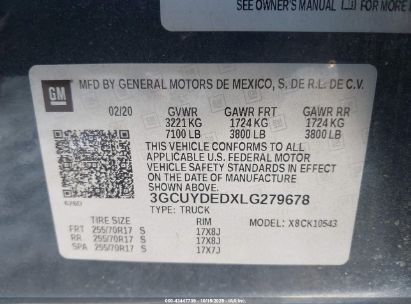 SEE OWNER'S MANUAL
FOR MORE
GM
MFD BY GENERAL MOTORS DE MEXICO, S. DE R.L. DE C.V.
02/20 GVWR GAWR FRT GAWR RR
3221 KG 1724 KG 1724 KG
7100 LB 3800 LB 3800 LB
THIS VEHICLE CONFORMS TO ALL
APPLICABLE U.S. FEDERAL MOTOR
VEHICLE SAFETY STANDARDS IN EFFECT
ON THE DATE OF MANUFACTURE
SHOWN ABOVE.
3GCUYDEDXLG279678
TYPE: TRUCK MODEL: X8CK10543
TIRE SIZE RIM
FRT 255/70R17 S 17X8J
RR 255/70R17 S 17X8J
SPA 255/70R17 S 17X7J